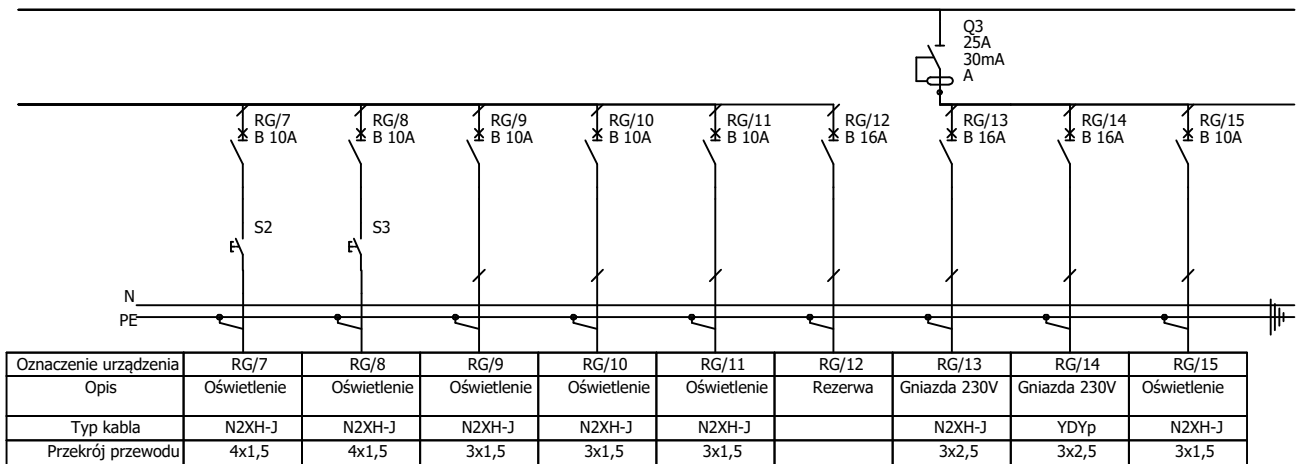 Q3
25A
30mA
A
RG/7
B 10A
RG/8
B 10A
RG/9
B 10A
RG/10
B 10A
RG/11
B 10A
RG/12
B 16A
RG/13
B 16A
RG/14
B 16A
RG/15
B 10A
S2
S3
N
PE
Oznaczenie urządzenia RG/7 RG/8 RG/9 RG/10 RG/11 RG/12 RG/13 RG/14 RG/15
Opis Oświetlenie Oświetlenie Oświetlenie Oświetlenie Oświetlenie Rezerwa Gniazda 230V Gniazda 230V Oświetlenie
Typ kabla N2XH-J N2XH-J N2XH-J N2XH-J N2XH-J N2XH-J YDYp N2XH-J
Przekrój przewodu 4x1,5 4x1,5 3x1,5 3x1,5 3x1,5 3x2,5 3x2,5 3x1,5